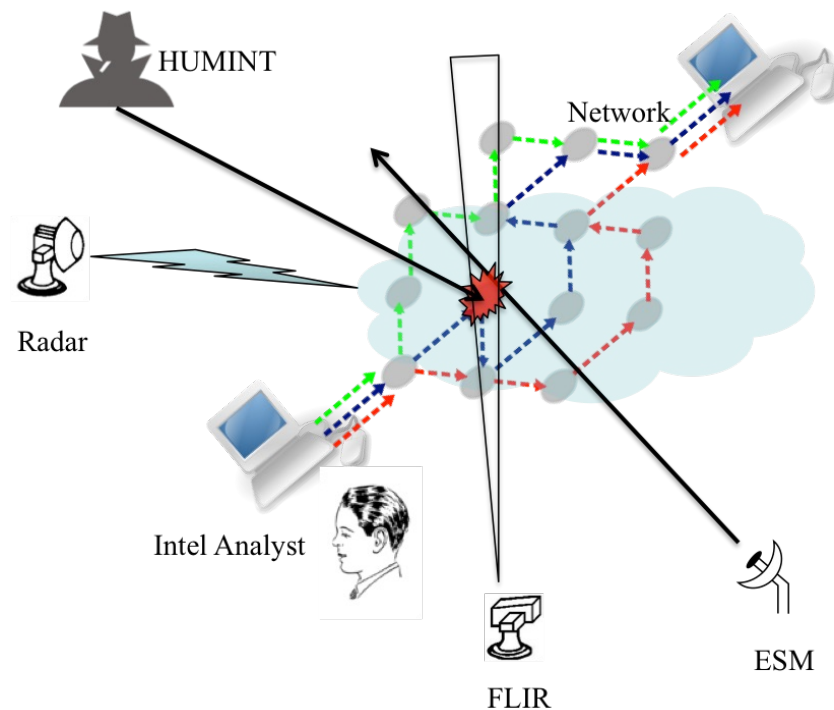 HUMINT
Network
Radar
Intel Analyst
FLIR
ESM